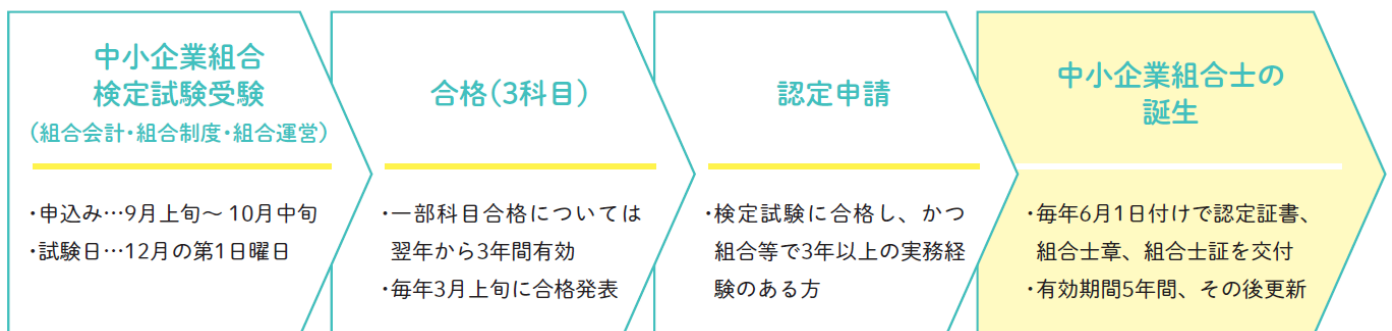 中小企業組合
検定試験受験
(組合会計・組合制度・組合運営)
・申込み…9月上旬～10月中旬
・試験日…12月の第1日曜日
合格(3科目)
・一部科目合格については
翌年から3年間有効
・毎年3月上旬に合格発表
認定申請
・検定試験に合格し、かつ
組合等で3年以上の実務経
験のある方
中小企業組合士の
誕生
・毎年6月1日付けで認定証書、
組合士章、組合士証を交付
・有効期間5年間、その後更新